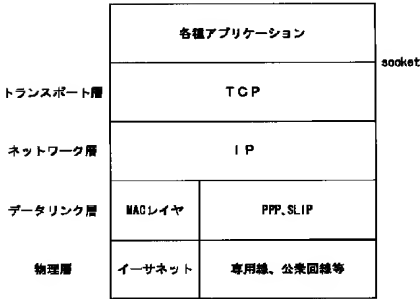 各種アプリケーション
socket
トランスポート層
TCP
ネットワーク層
IP
データリンク層
MACレイヤ
PPP、SLIP
物理層
イーサネット
専用線、公衆回線等